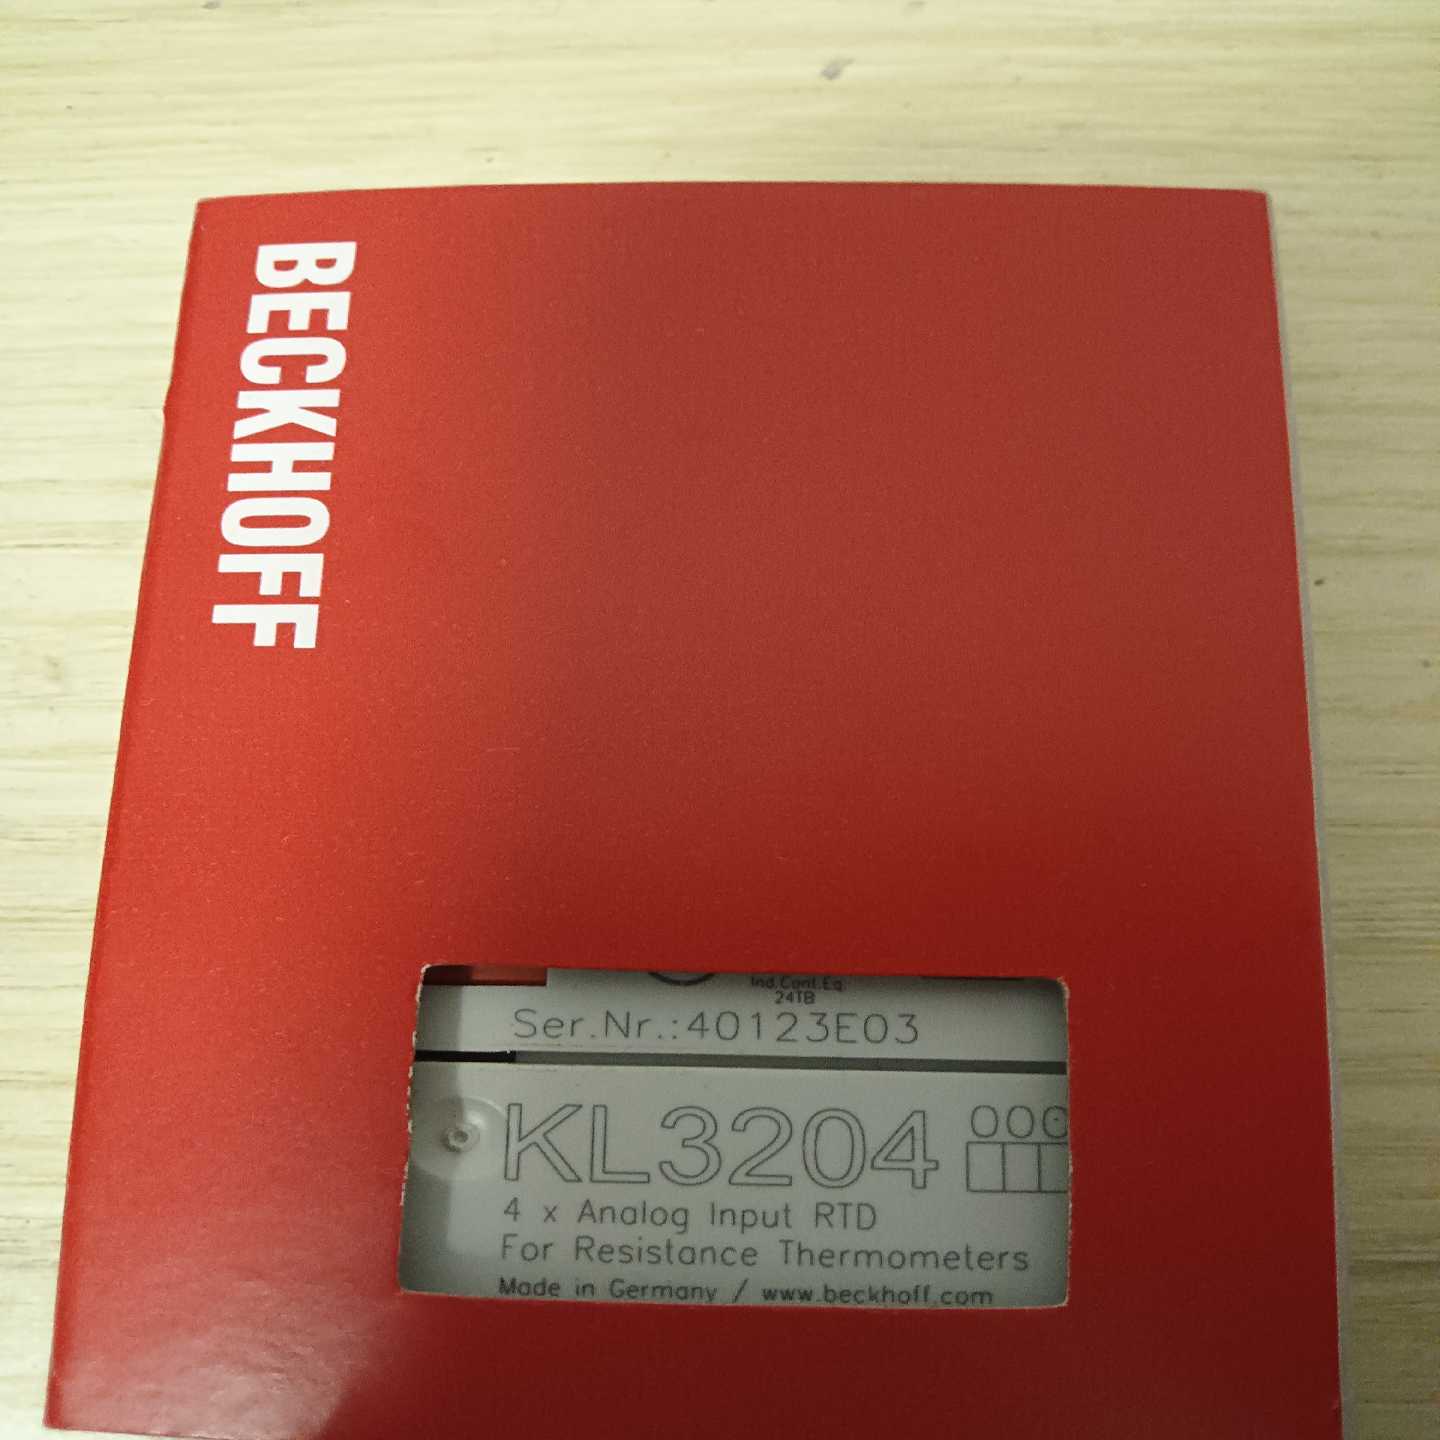 BECKHOFF
Ind.Cont.Eq
24TB
Ser.Nr.:40123E03
KL3204 000
4 x Analog Input RTD
For Resistance Thermometers
Made in Germany / www.beckhoff.com